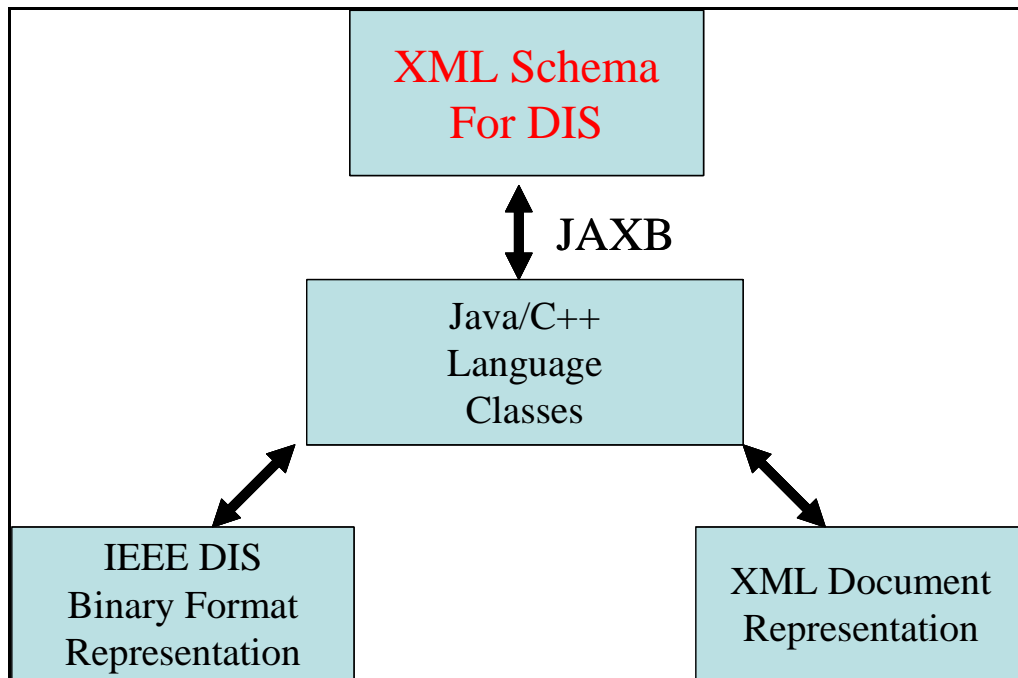 XML Schema
For DIS
JAXB
Java/C++
Language
Classes
IEEE DIS
Binary Format
Representation
XML Document
Representation